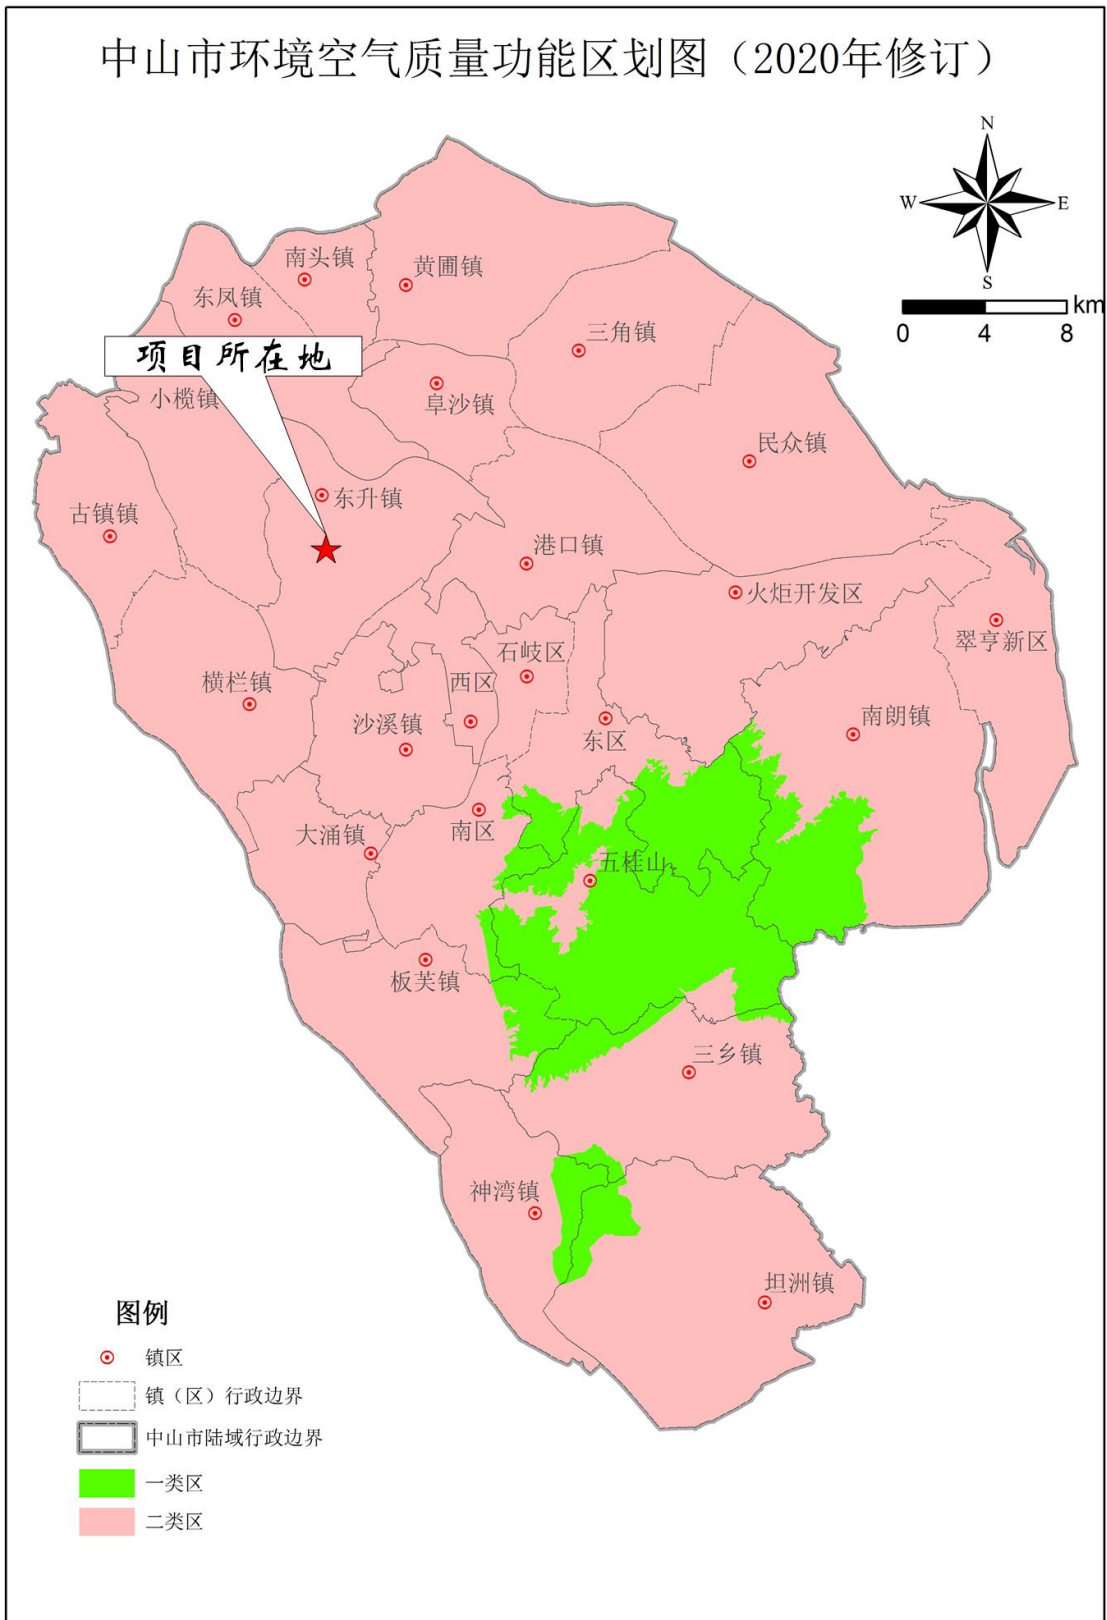 中山市环境空气质量功能区划图（2020年修订）
N
W
E
S
km
0
4
8
南头镇
黄圃镇
东凤镇
三角镇
项目所在地
小榄镇
阜沙镇
民众镇
东升镇
古镇镇
港口镇
火炬开发区
翠亨新区
石岐区
横栏镇
西区
沙溪镇
东区
南朗镇
南区
大涌镇
五桂山
板芙镇
三乡镇
神湾镇
坦洲镇
图例
镇区
镇（区）行政边界
中山市陆域行政边界
一类区
二类区